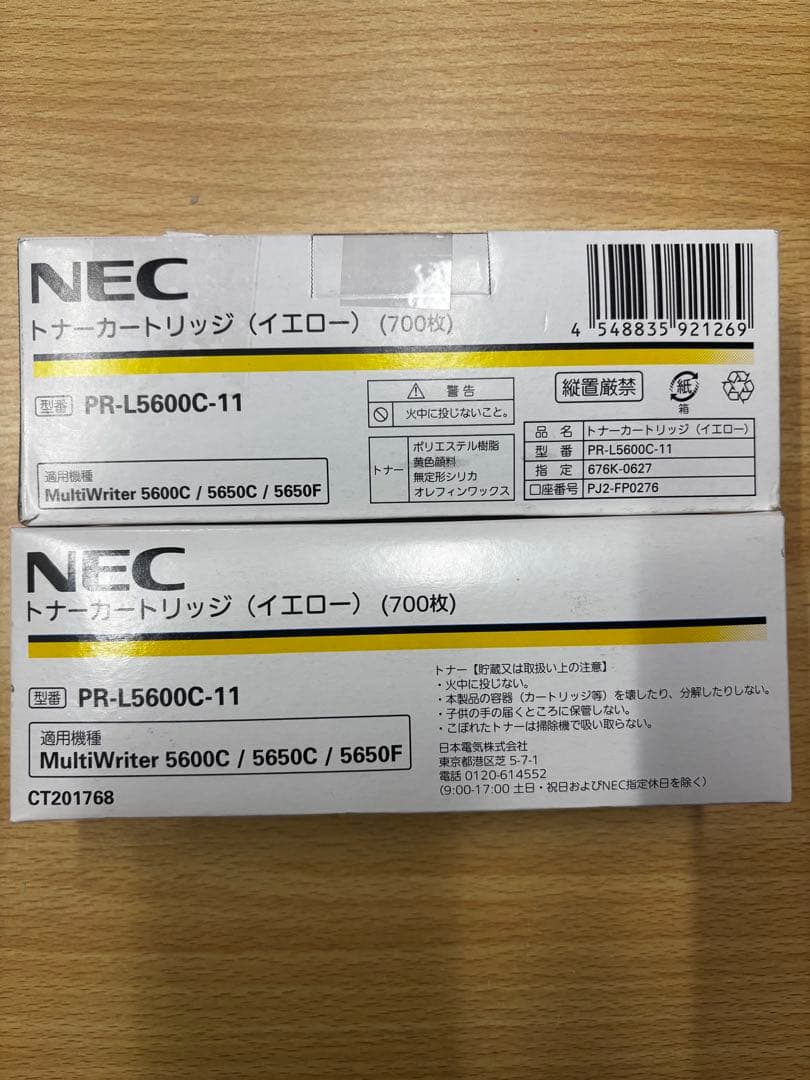 NEC
トナーカートリッジ（イエロー）(700枚)
4 548835 921269
型番 PR-L5600C-11
適用機種
MultiWriter 5600C / 5650C / 5650F
⚠ 警告
火中に投じないこと。
トナー
ポリエステル樹脂
黄色顔料
無定形シリカ
オレフィンワックス
縦置厳禁
紙
箱
品名 トナーカートリッジ（イエロー）
型番 PR-L5600C-11
指定 676K-0627
口座番号 PJ2-FP0276
NEC
トナーカートリッジ（イエロー）(700枚)
型番 PR-L5600C-11
適用機種
MultiWriter 5600C / 5650C / 5650F
CT201768
トナー【貯蔵又は取扱い上の注意】
・火中に投じない。
・本製品の容器（カートリッジ等）を壊したり、分解したりしない。
・子供の手の届くところに保管しない。
・こぼれたトナーは掃除機で吸い取らない。
日本電気株式会社
東京都港区芝 5-7-1
電話 0120-614552
（9:00-17:00 土日・祝日およびNEC指定休日を除く）